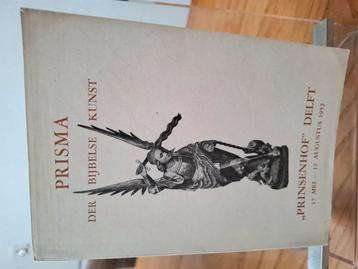 PRISMA
DER BIJBELSE KUNST
„PRINSENHOF" DELFT
17 MEI — 17 AUGUSTUS 1952